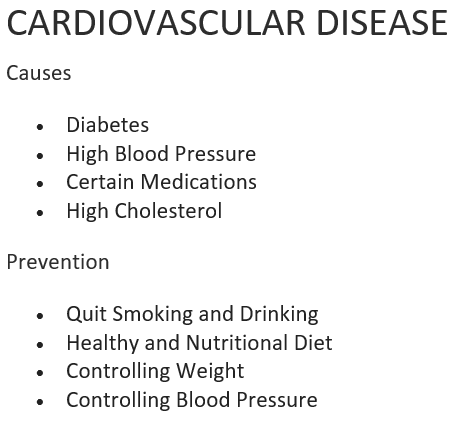 CARDIOVASCULAR DISEASE
Causes
• Diabetes
• High Blood Pressure
• Certain Medications
• High Cholesterol
Prevention
• Quit Smoking and Drinking
• Healthy and Nutritional Diet
• Controlling Weight
• Controlling Blood Pressure